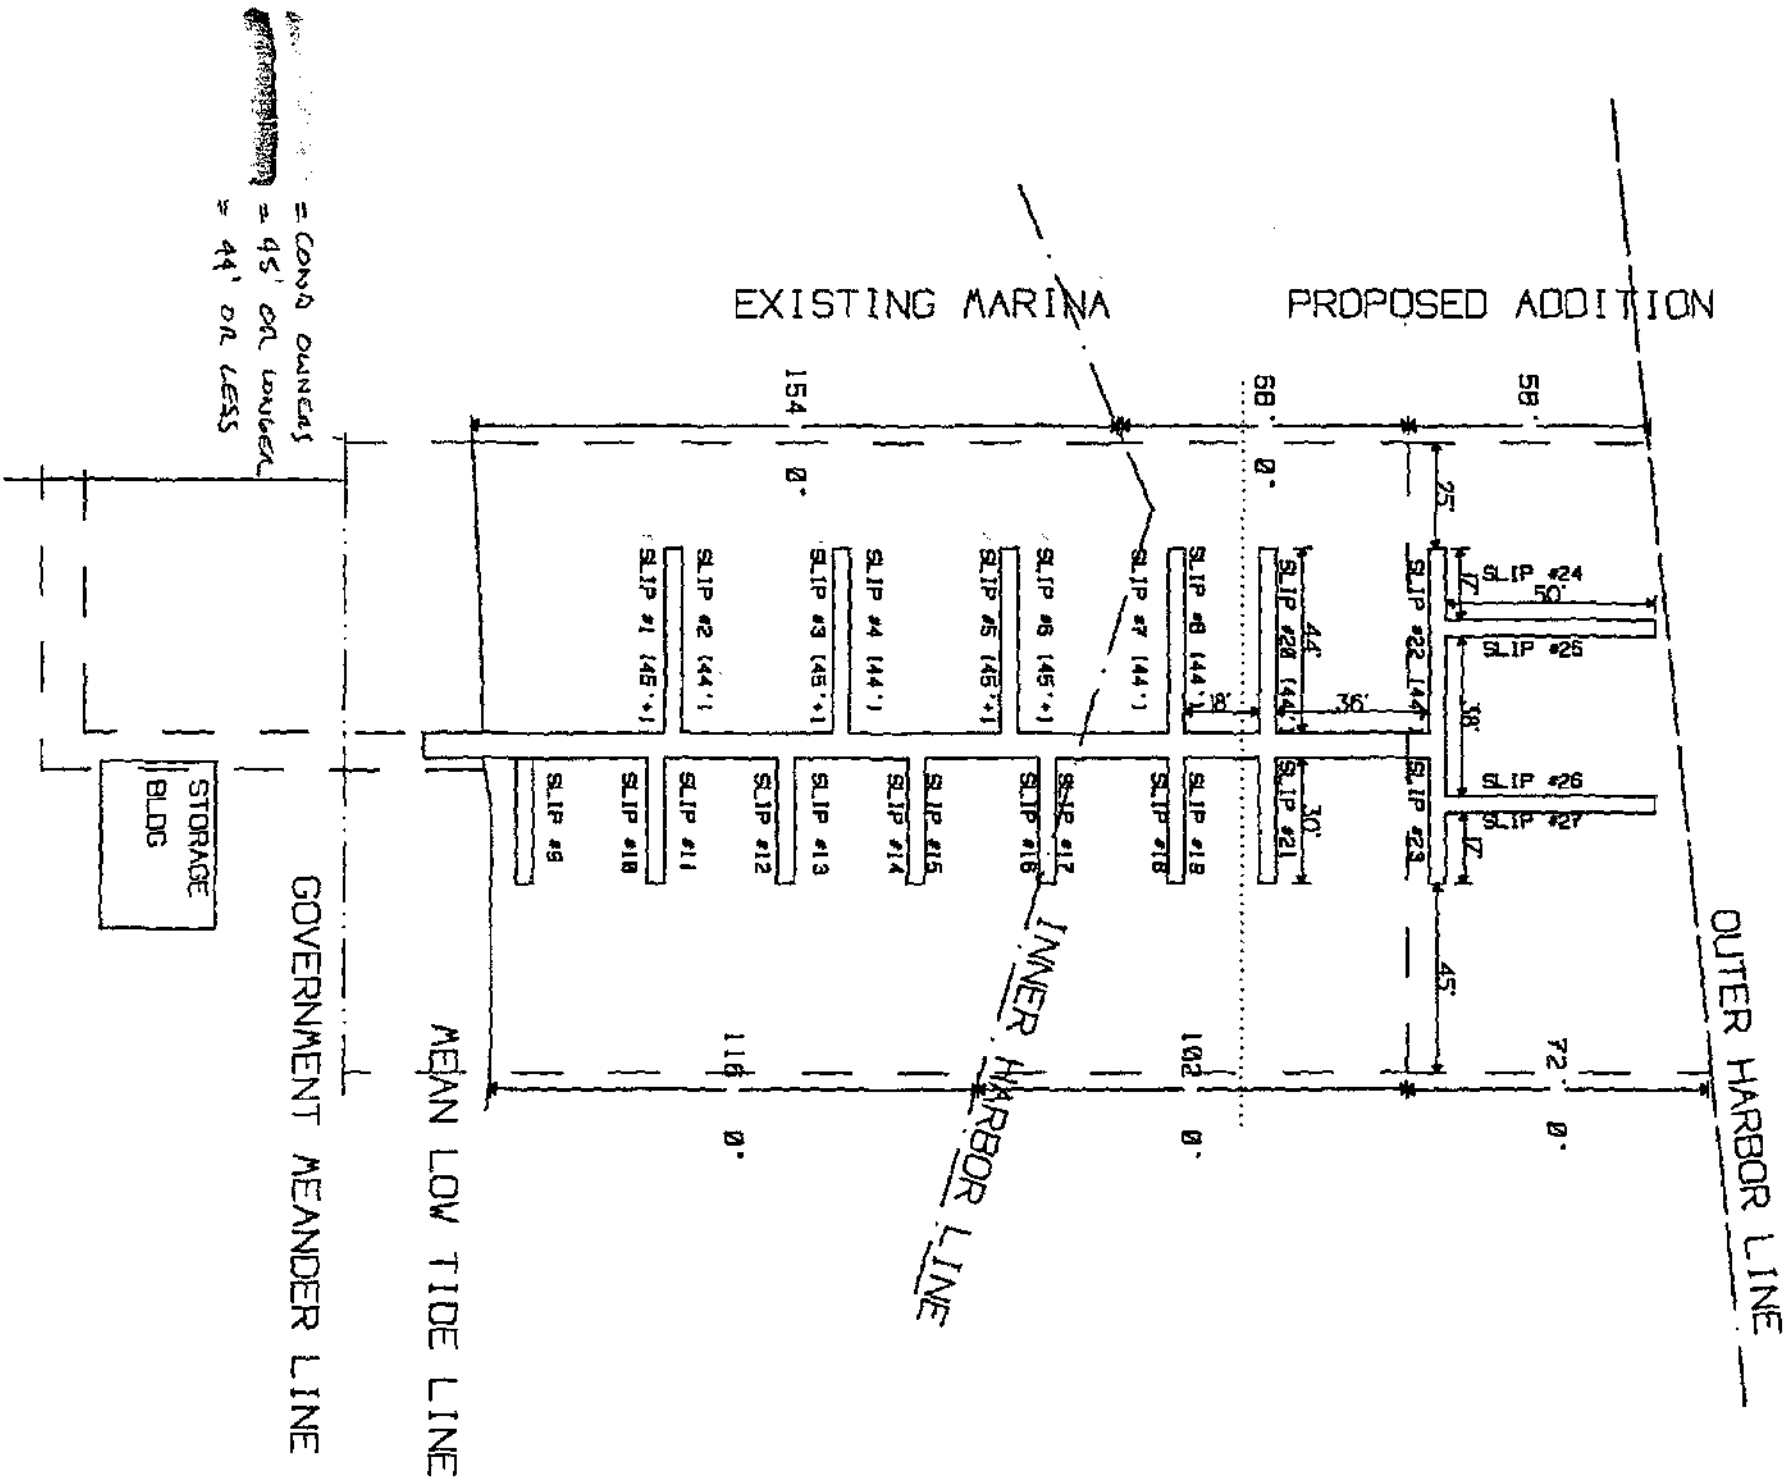 EXISTING MARINA
PROPOSED ADDITION
= CONDO OWNERS
= 45' OR LONGER
= 44' OR LESS
154
0'
68'
0'
58'
25'
SLIP #1 (45'+)
SLIP #2 (44')
SLIP #3 (45'+)
SLIP #4 (44')
SLIP #5 (45'+)
SLIP #6 (45'+)
SLIP #7 (44')
SLIP #8 (44')
SLIP #20 (44')
44'
SLIP #22 (44'
17'
SLIP #24
50'
SLIP #25
18'
36'
38'
SLIP #26
SLIP #27
17'
SLIP #9
SLIP #10
SLIP #11
SLIP #12
SLIP #13
SLIP #14
SLIP #15
SLIP #16
SLIP #17
SLIP #18
SLIP #19
SLIP #21
30'
SLIP #23
45'
STORAGE
BLDG
116
0'
102
0'
72'
0'
GOVERNMENT MEANDER LINE
MEAN LOW TIDE LINE
INNER HARBOR LINE
OUTER HARBOR LINE